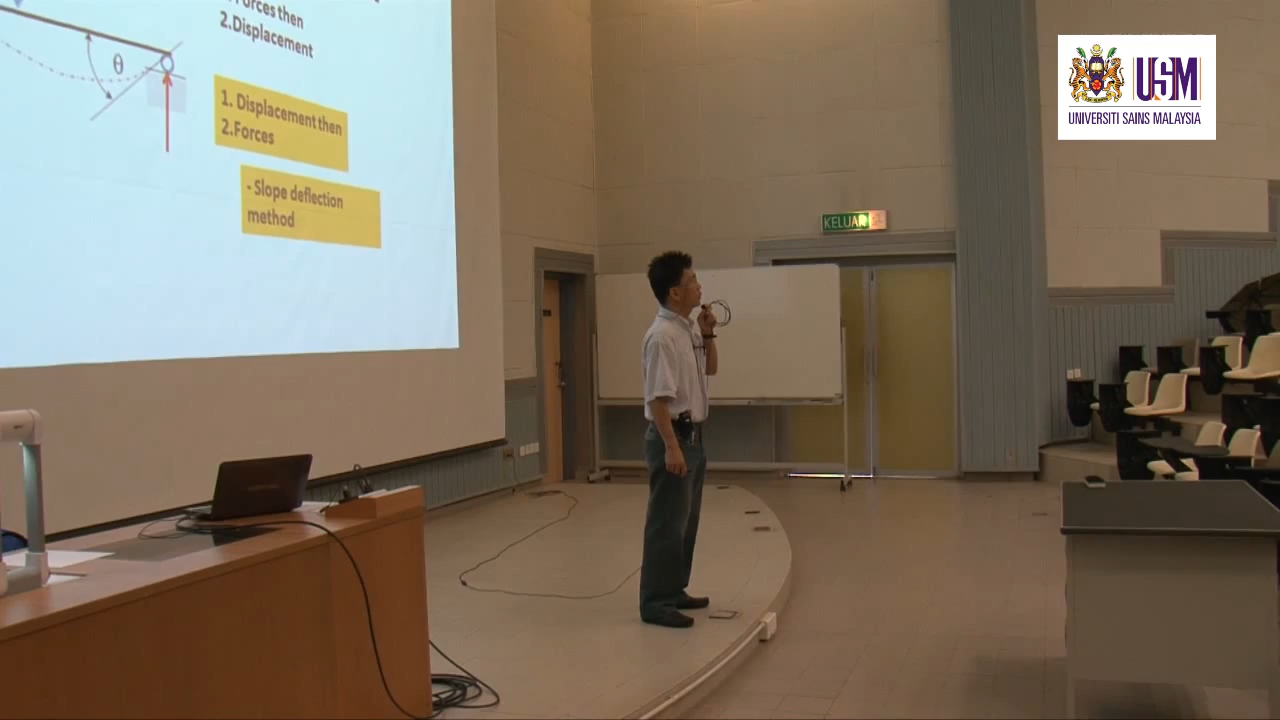 Forces then
2.Displacement
θ
1. Displacement then
2.Forces
- Slope deflection
method
USM
UNIVERSITI SAINS MALAYSIA
KELUAR